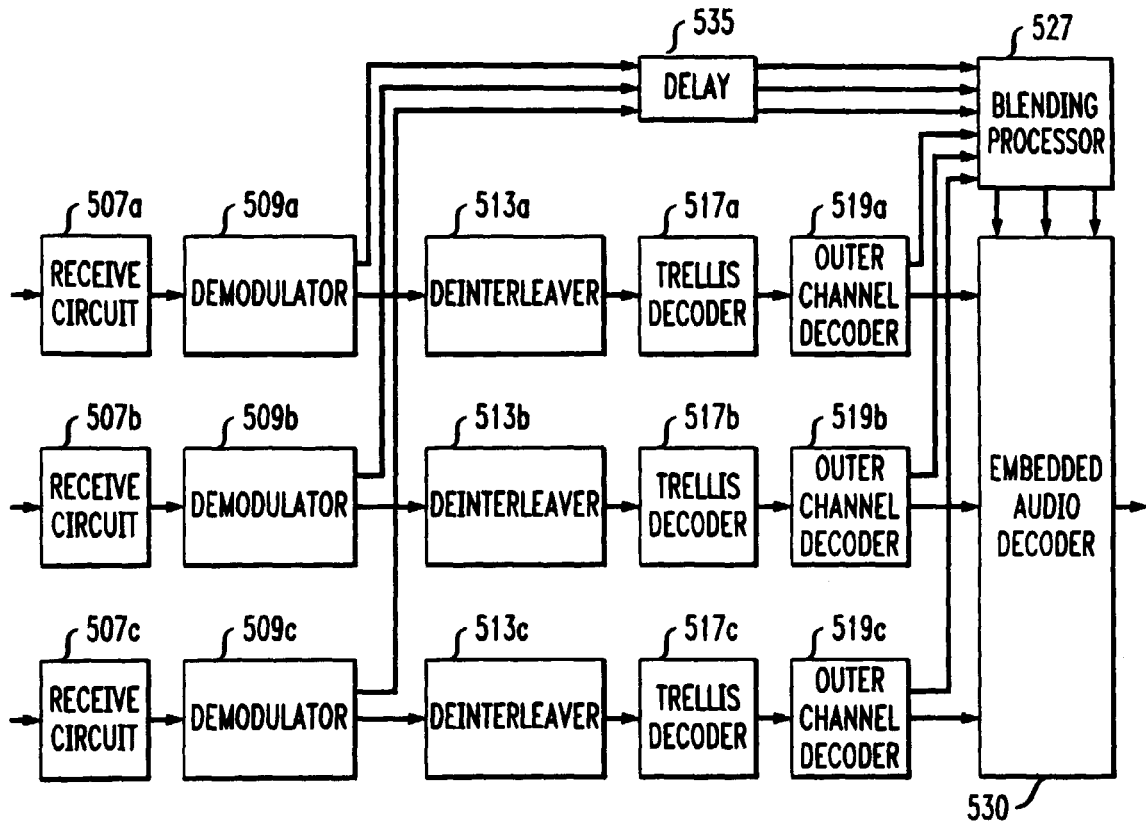 535
527
DELAY
BLENDING
PROCESSOR
507a
509a
513a
517a
519a
RECEIVE
CIRCUIT
DEMODULATOR
DEINTERLEAVER
TRELLIS
DECODER
OUTER
CHANNEL
DECODER
507b
509b
513b
517b
519b
RECEIVE
CIRCUIT
DEMODULATOR
DEINTERLEAVER
TRELLIS
DECODER
OUTER
CHANNEL
DECODER
EMBEDDED
AUDIO
DECODER
507c
509c
513c
517c
519c
RECEIVE
CIRCUIT
DEMODULATOR
DEINTERLEAVER
TRELLIS
DECODER
OUTER
CHANNEL
DECODER
530